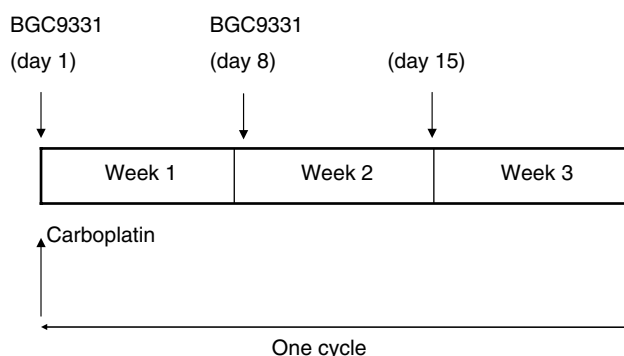 BGC9331
(day 1)
BGC9331
(day 8)
(day 15)
Week 1
Week 2
Week 3
Carboplatin
One cycle